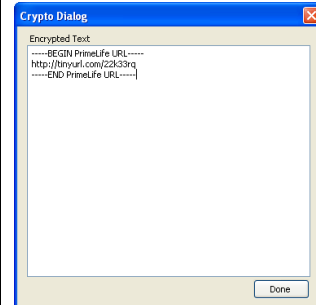 Crypto Dialog
Encrypted Text
-----BEGIN PrimeLife URL-----
http://tinyurl.com/22k33rq
-----END PrimeLife URL-----
Done